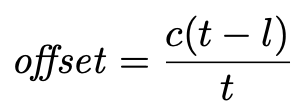 offset = c(t − l) / t